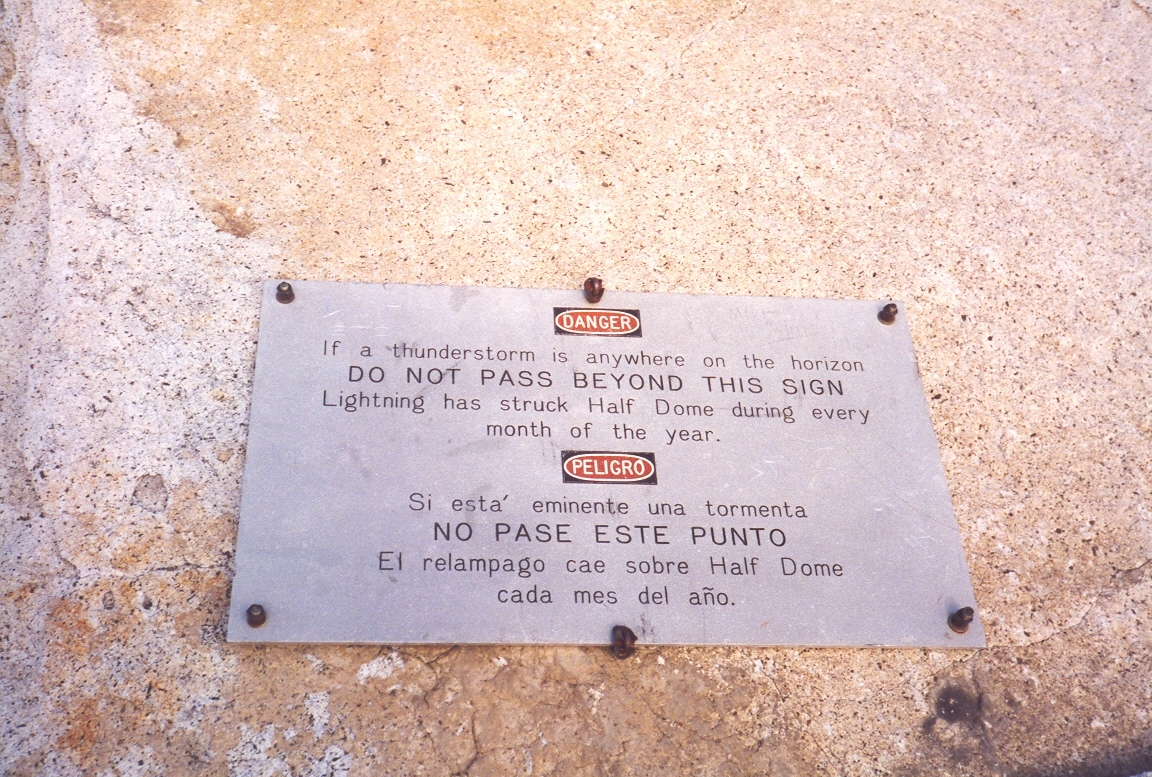 DANGER
If a thunderstorm is anywhere on the horizon
DO NOT PASS BEYOND THIS SIGN
Lightning has struck Half Dome during every
month of the year.
PELIGRO
Si está eminente una tormenta
NO PASE ESTE PUNTO
El relampago cae sobre Half Dome
cada mes del año.